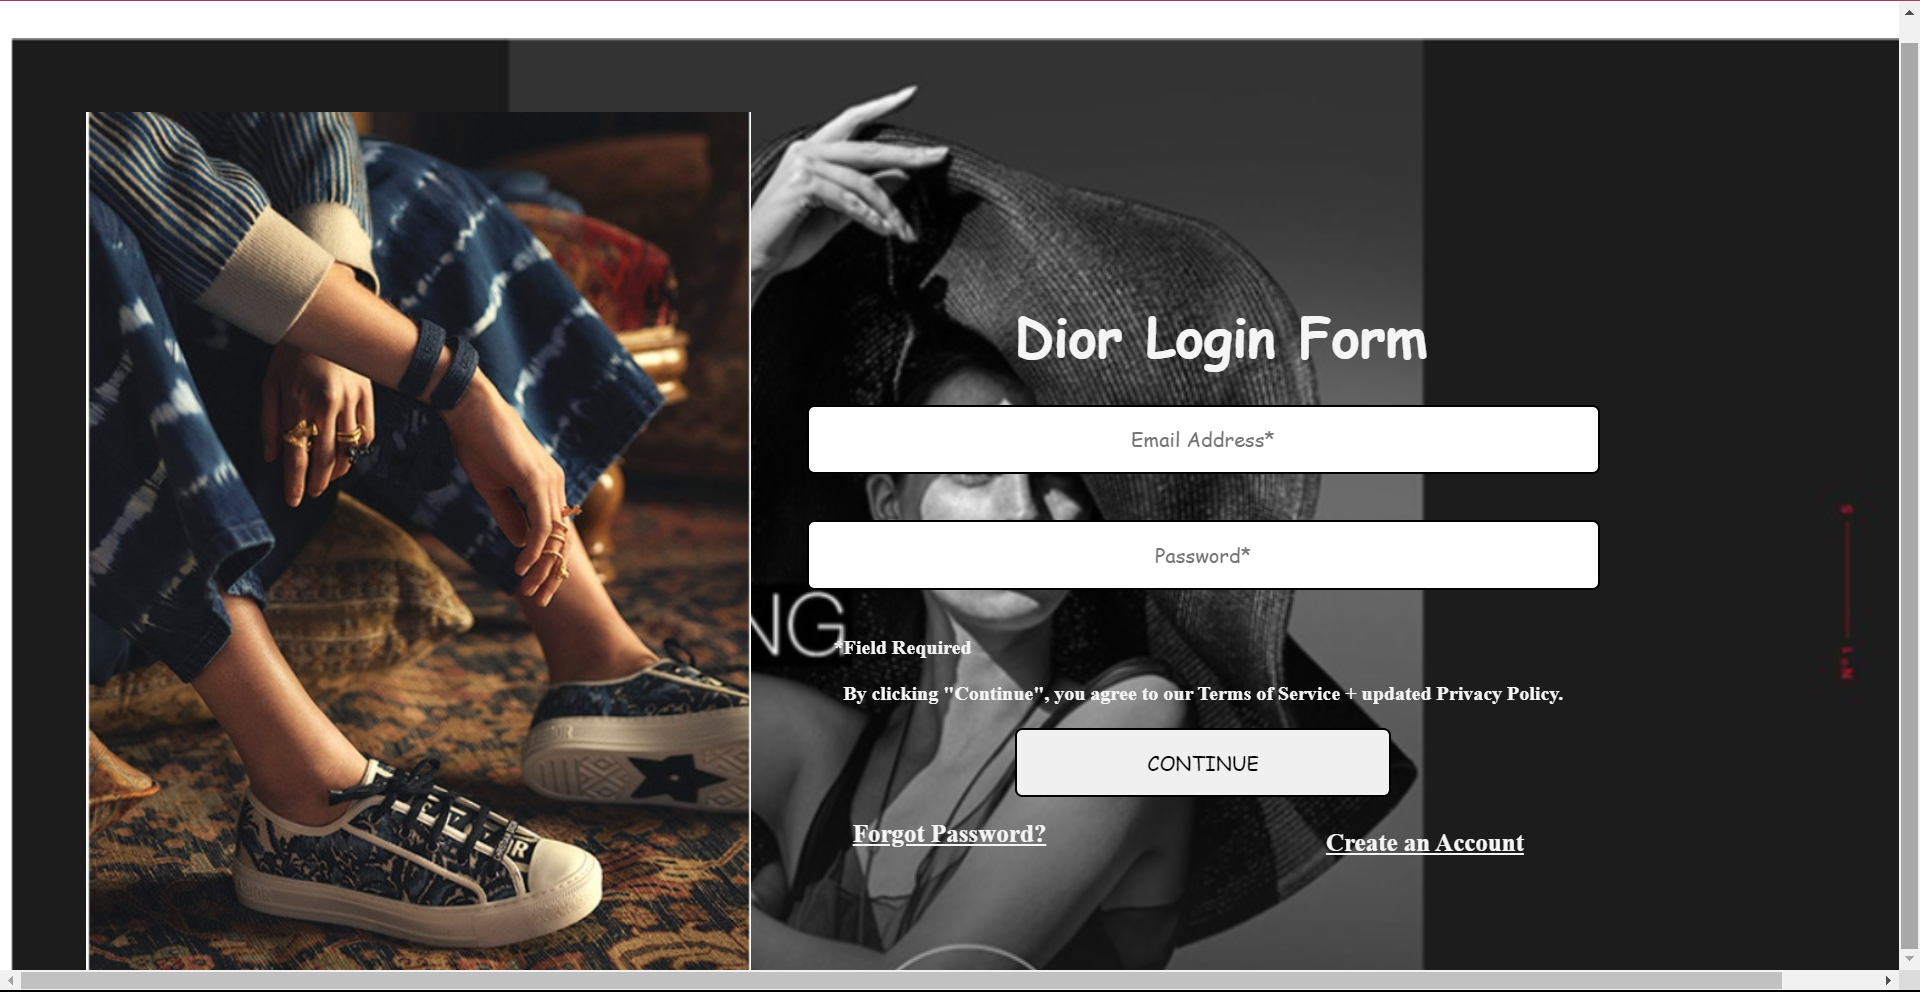 Dior Login Form
Email Address*
Password*
NG
*Field Required
By clicking "Continue", you agree to our Terms of Service + updated Privacy Policy.
CONTINUE
Forgot Password?
Create an Account